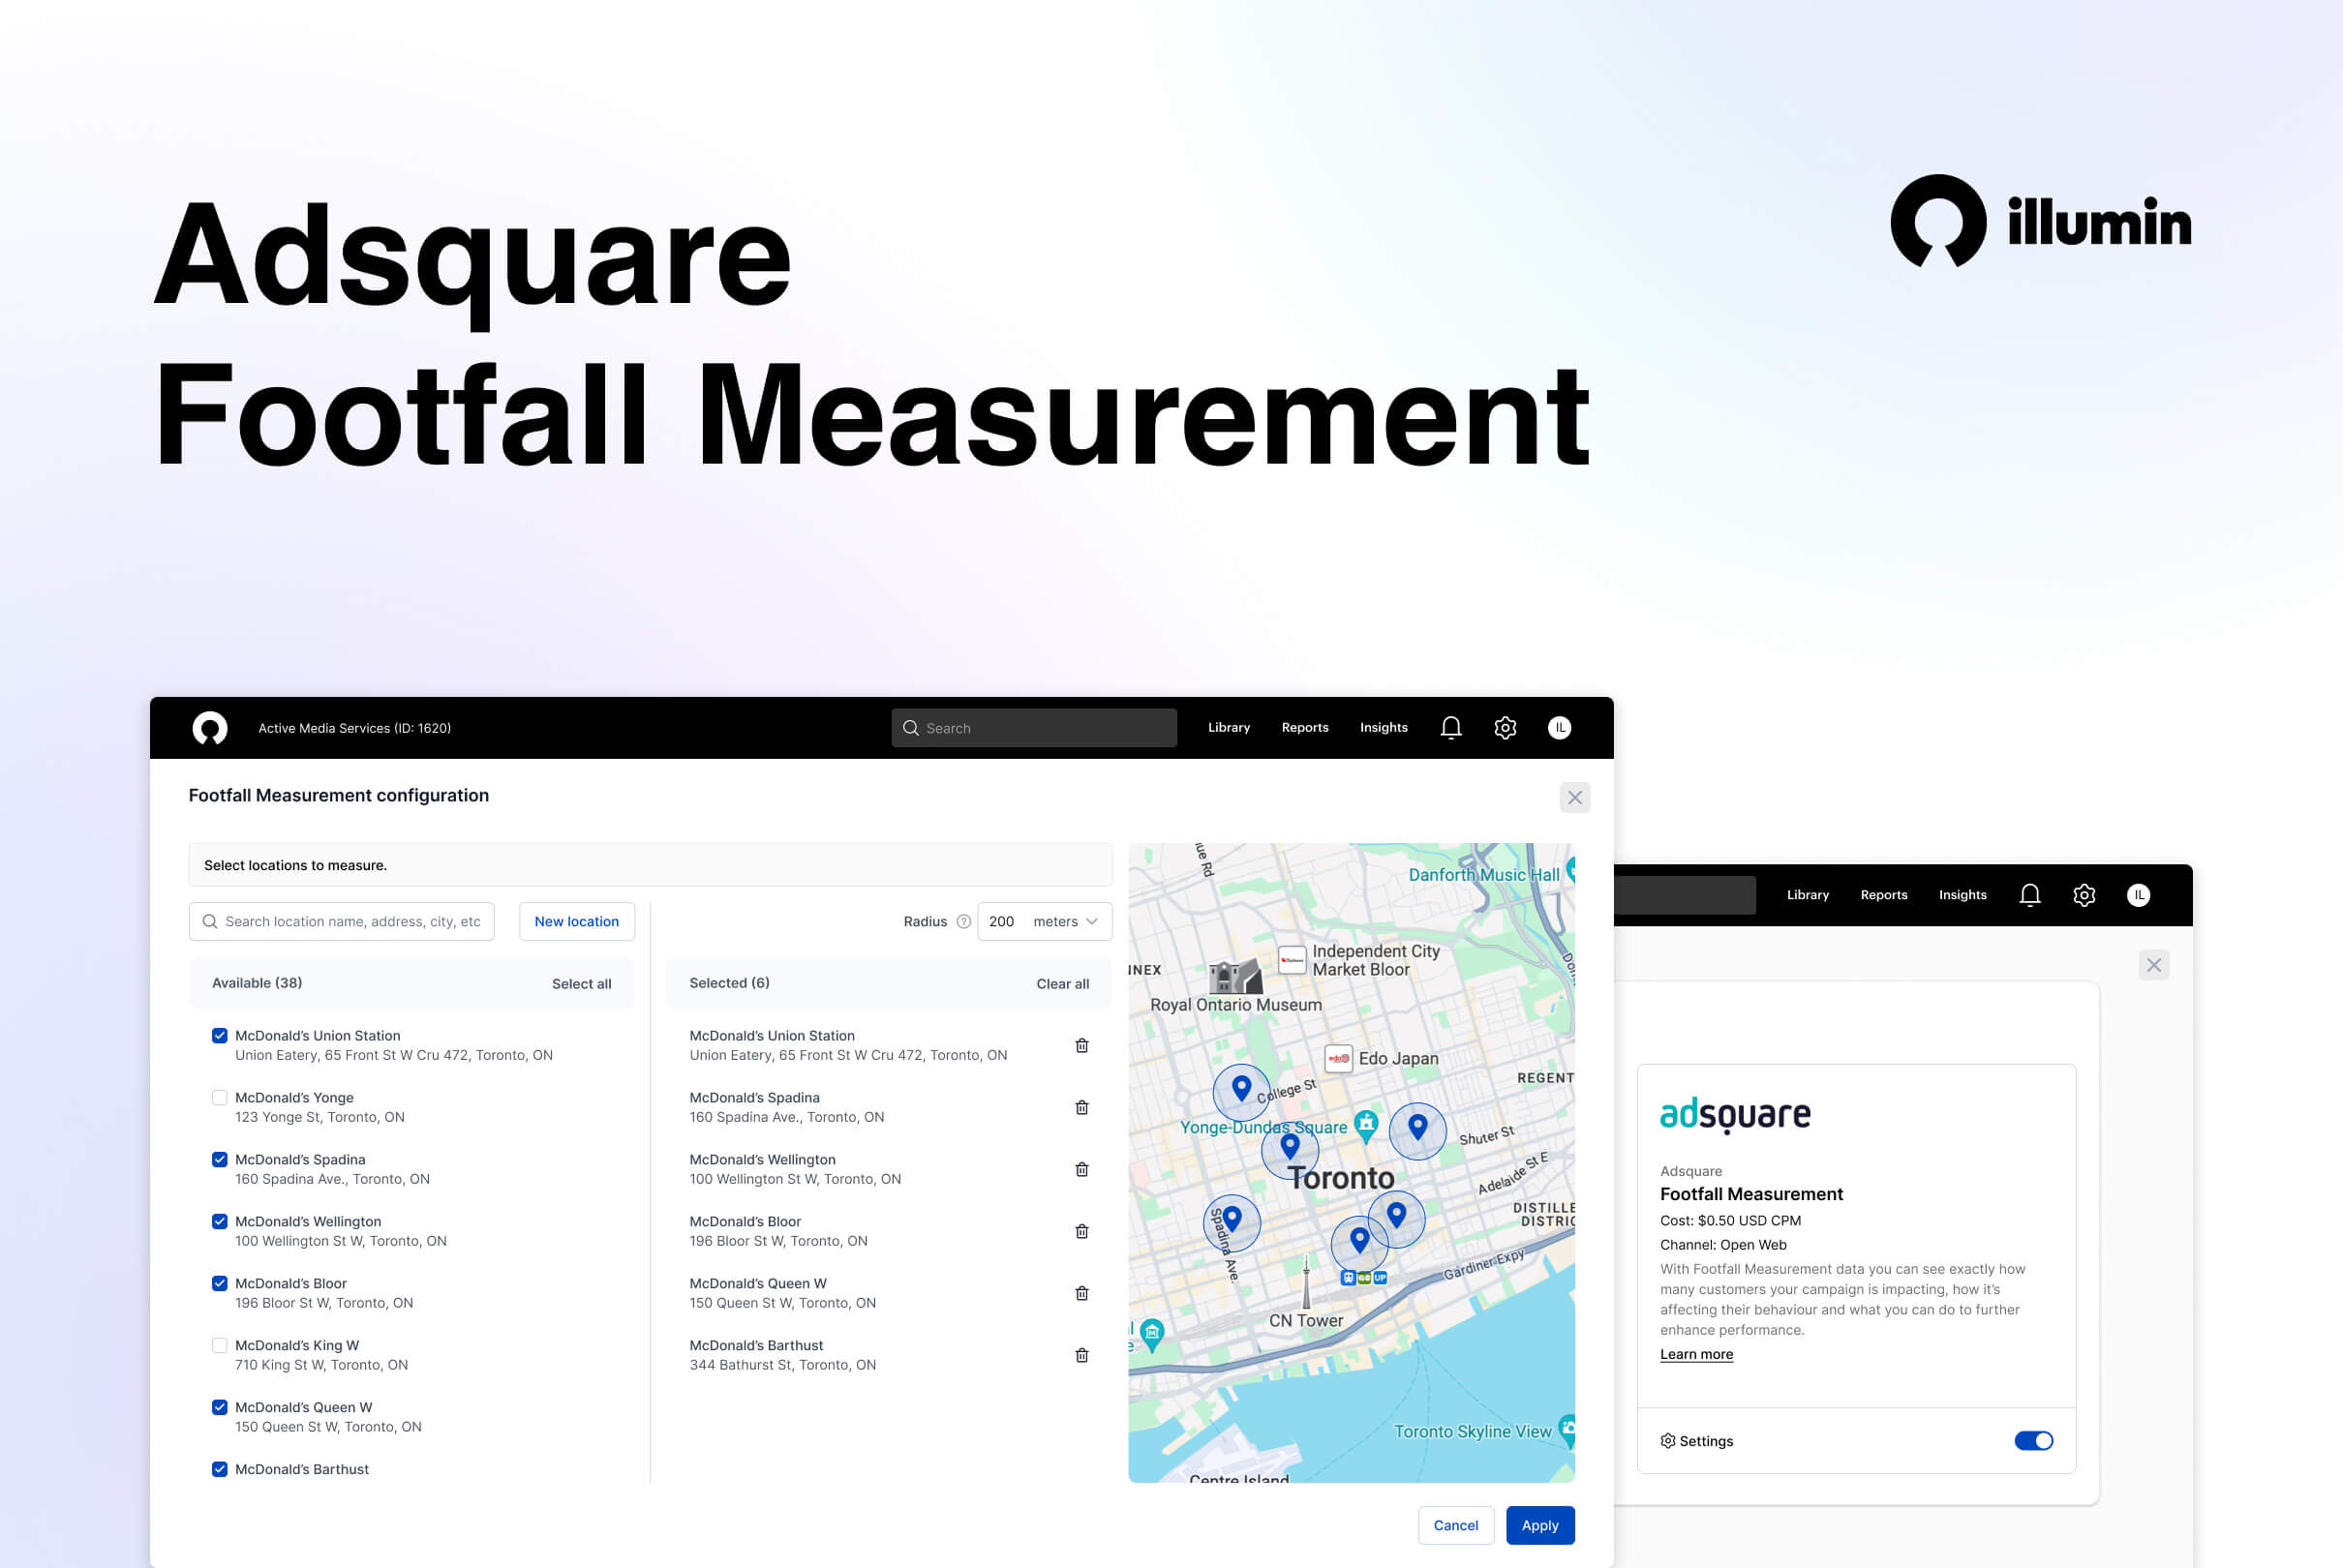 Adsquare
Footfall Measurement
illumin
Active Media Services (ID: 1620)
Search
Library
Reports
Insights
IL
Footfall Measurement configuration
Select locations to measure.
Search location name, address, city, etc
New location
Radius
?
200
meters
Available (38)
Select all
McDonald's Union Station
Union Eatery, 65 Front St W Cru 472, Toronto, ON
McDonald's Yonge
123 Yonge St, Toronto, ON
McDonald's Spadina
160 Spadina Ave., Toronto, ON
McDonald's Wellington
100 Wellington St W, Toronto, ON
McDonald's Bloor
196 Bloor St W, Toronto, ON
McDonald's King W
710 King St W, Toronto, ON
McDonald's Queen W
150 Queen St W, Toronto, ON
McDonald's Barthust
Selected (6)
Clear all
McDonald's Union Station
Union Eatery, 65 Front St W Cru 472, Toronto, ON
McDonald's Spadina
160 Spadina Ave., Toronto, ON
McDonald's Wellington
100 Wellington St W, Toronto, ON
McDonald's Bloor
196 Bloor St W, Toronto, ON
McDonald's Queen W
150 Queen St W, Toronto, ON
McDonald's Barthust
344 Bathurst St, Toronto, ON
ue Rd
Danforth Music Hall
Independent City
Market Bloor
NNEX
Don
Royal Ontario Museum
edo
Edo Japan
REGENT
College St
Yonge-Dundas Square
Shuter St
Toronto
Adelaide St E
Spadina Ave.
DISTILLE
DISTRIC
Gardiner Expy
GO
UP
CN Tower
Toronto Skyline View
Centre Island
Cancel
Apply
Library
Reports
Insights
IL
adsquare
Adsquare
Footfall Measurement
Cost: $0.50 USD CPM
Channel: Open Web
With Footfall Measurement data you can see exactly how
many customers your campaign is impacting, how it's
affecting their behaviour and what you can do to further
enhance performance.
Learn more
Settings